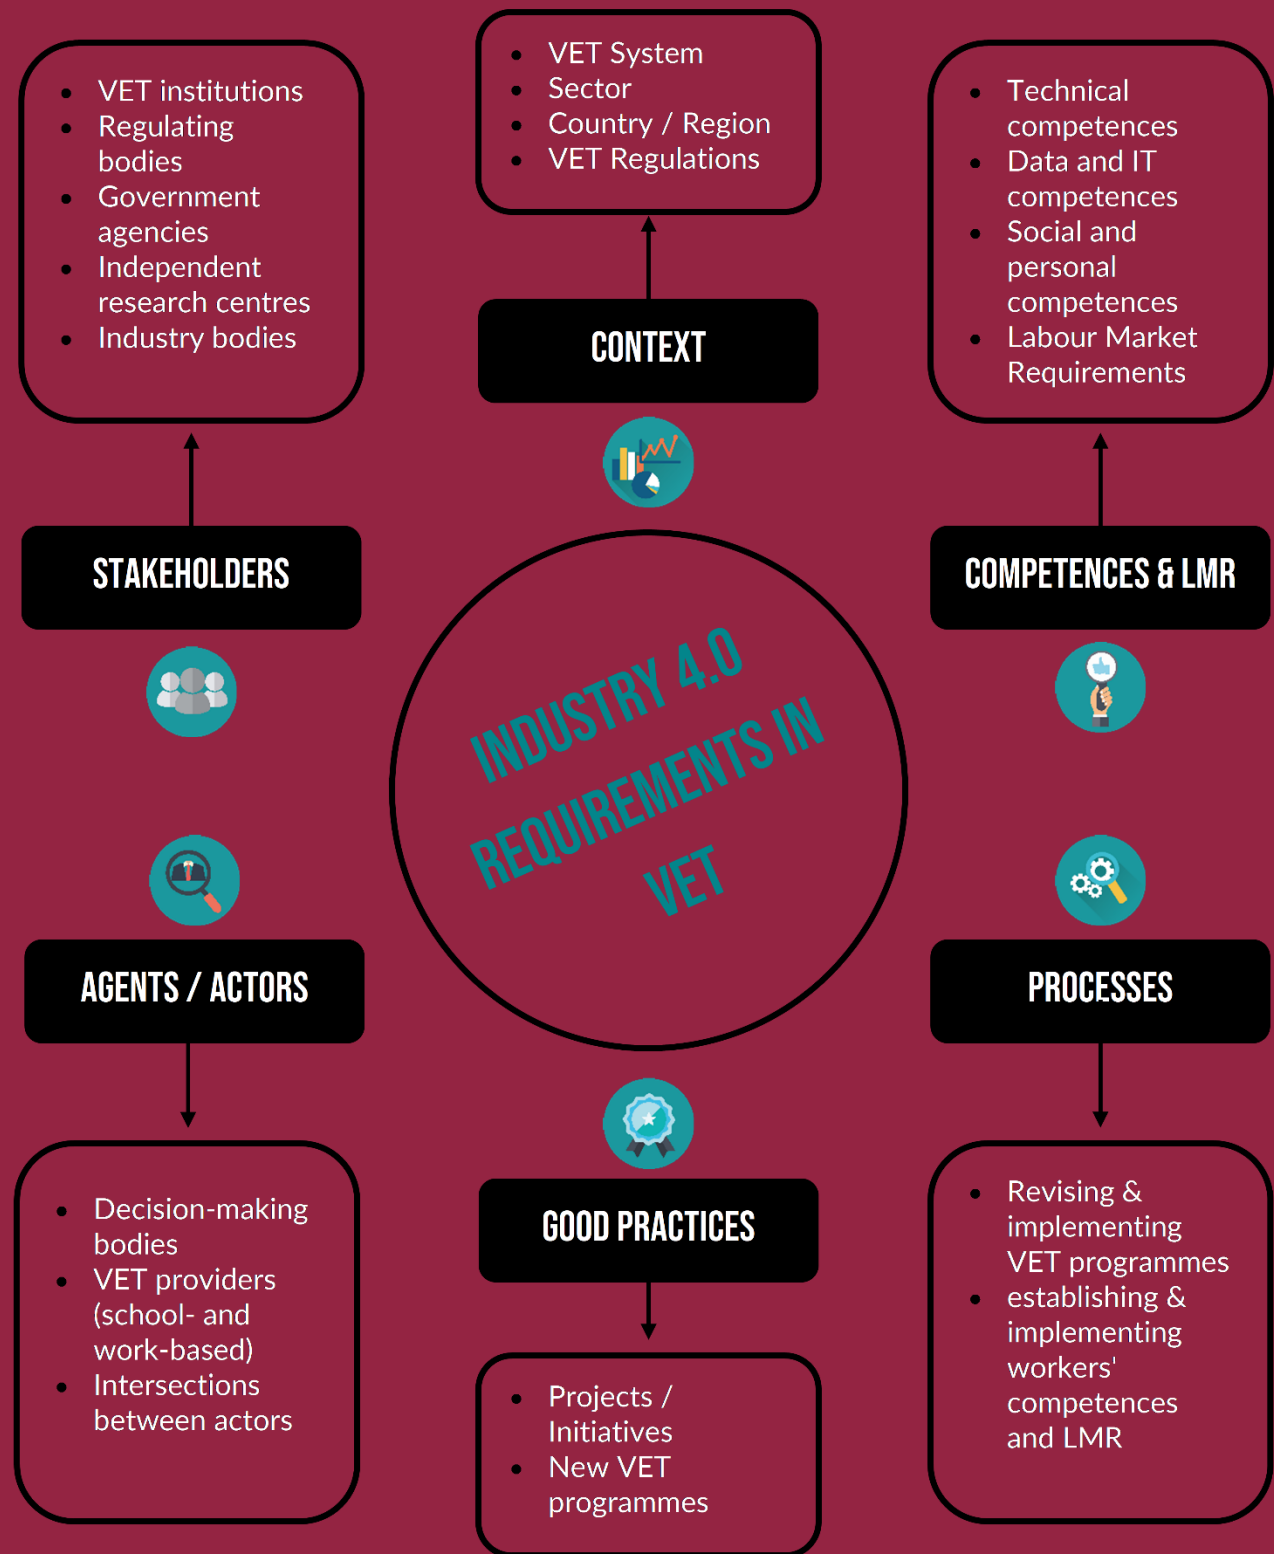 • VET institutions
• Regulating
bodies
• Government
agencies
• Independent
research centres
• Industry bodies
STAKEHOLDERS
• VET System
• Sector
• Country / Region
• VET Regulations
CONTEXT
• Technical
competences
• Data and IT
competences
• Social and
personal
competences
• Labour Market
Requirements
COMPETENCES & LMR
INDUSTRY 4.0
REQUIREMENTS IN
VET
AGENTS / ACTORS
• Decision-making
bodies
• VET providers
(school- and
work-based)
• Intersections
between actors
GOOD PRACTICES
• Projects /
Initiatives
• New VET
programmes
PROCESSES
• Revising &
implementing
VET programmes
• establishing &
implementing
workers'
competences
and LMR